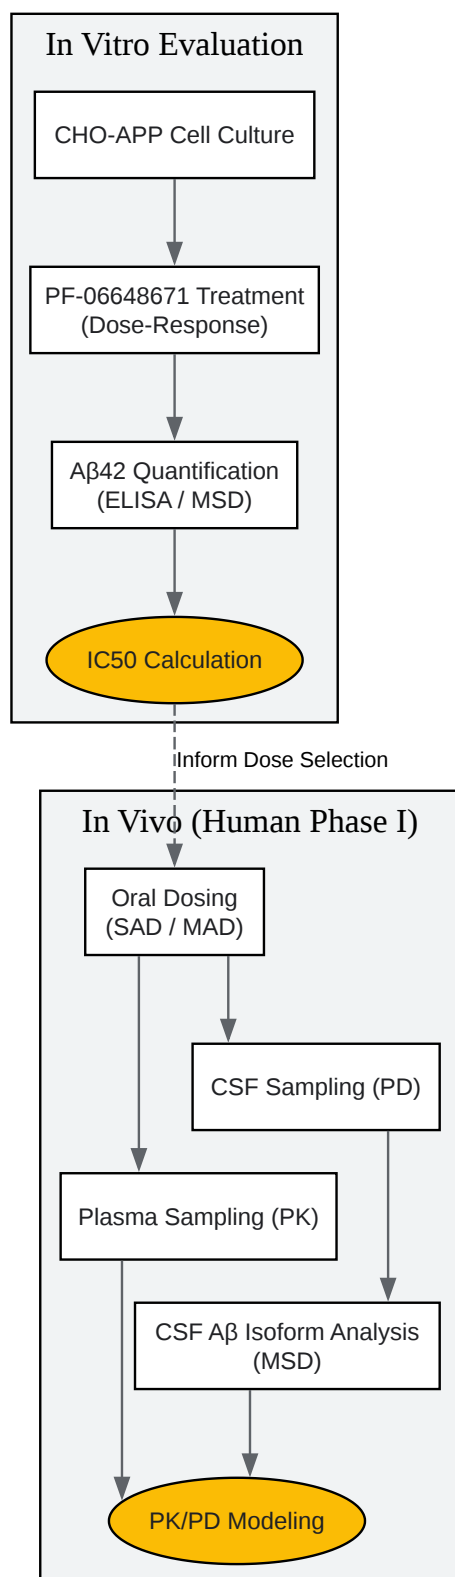 In Vitro Evaluation
CHO-APP Cell Culture
PF-06648671 Treatment
(Dose-Response)
Aβ42 Quantification
(ELISA / MSD)
IC50 Calculation
Inform Dose Selection
In Vivo (Human Phase I)
Oral Dosing
(SAD / MAD)
CSF Sampling (PD)
Plasma Sampling (PK)
CSF Aβ Isoform Analysis
(MSD)
PK/PD Modeling